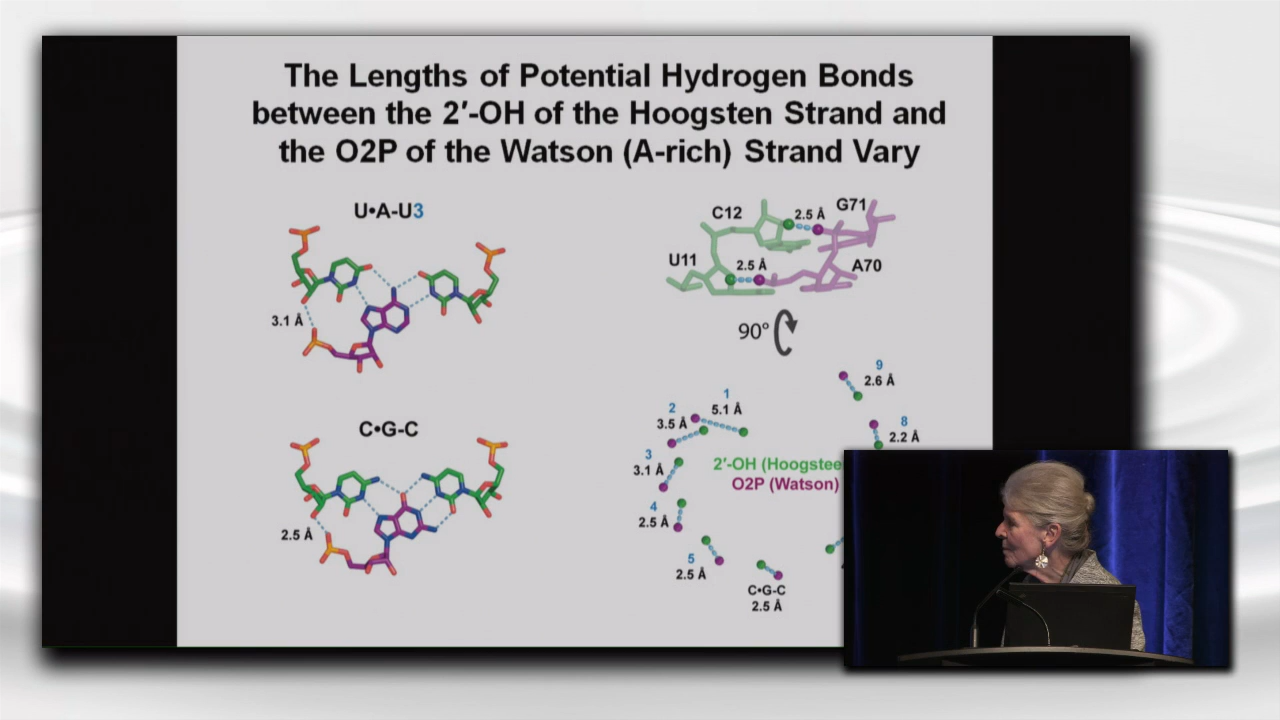 The Lengths of Potential Hydrogen Bonds
between the 2′-OH of the Hoogsten Strand and
the O2P of the Watson (A-rich) Strand Vary
U•A-U3
3.1 Å
C•G-C
2.5 Å
C12
2.5 Å
G71
U11
2.5 Å
A70
90°
9
2.6 Å
1
5.1 Å
2
3.5 Å
8
2.2 Å
3
3.1 Å
2′-OH (Hoogstee
O2P (Watson)
4
2.5 Å
5
2.5 Å
C•G-C
2.5 Å